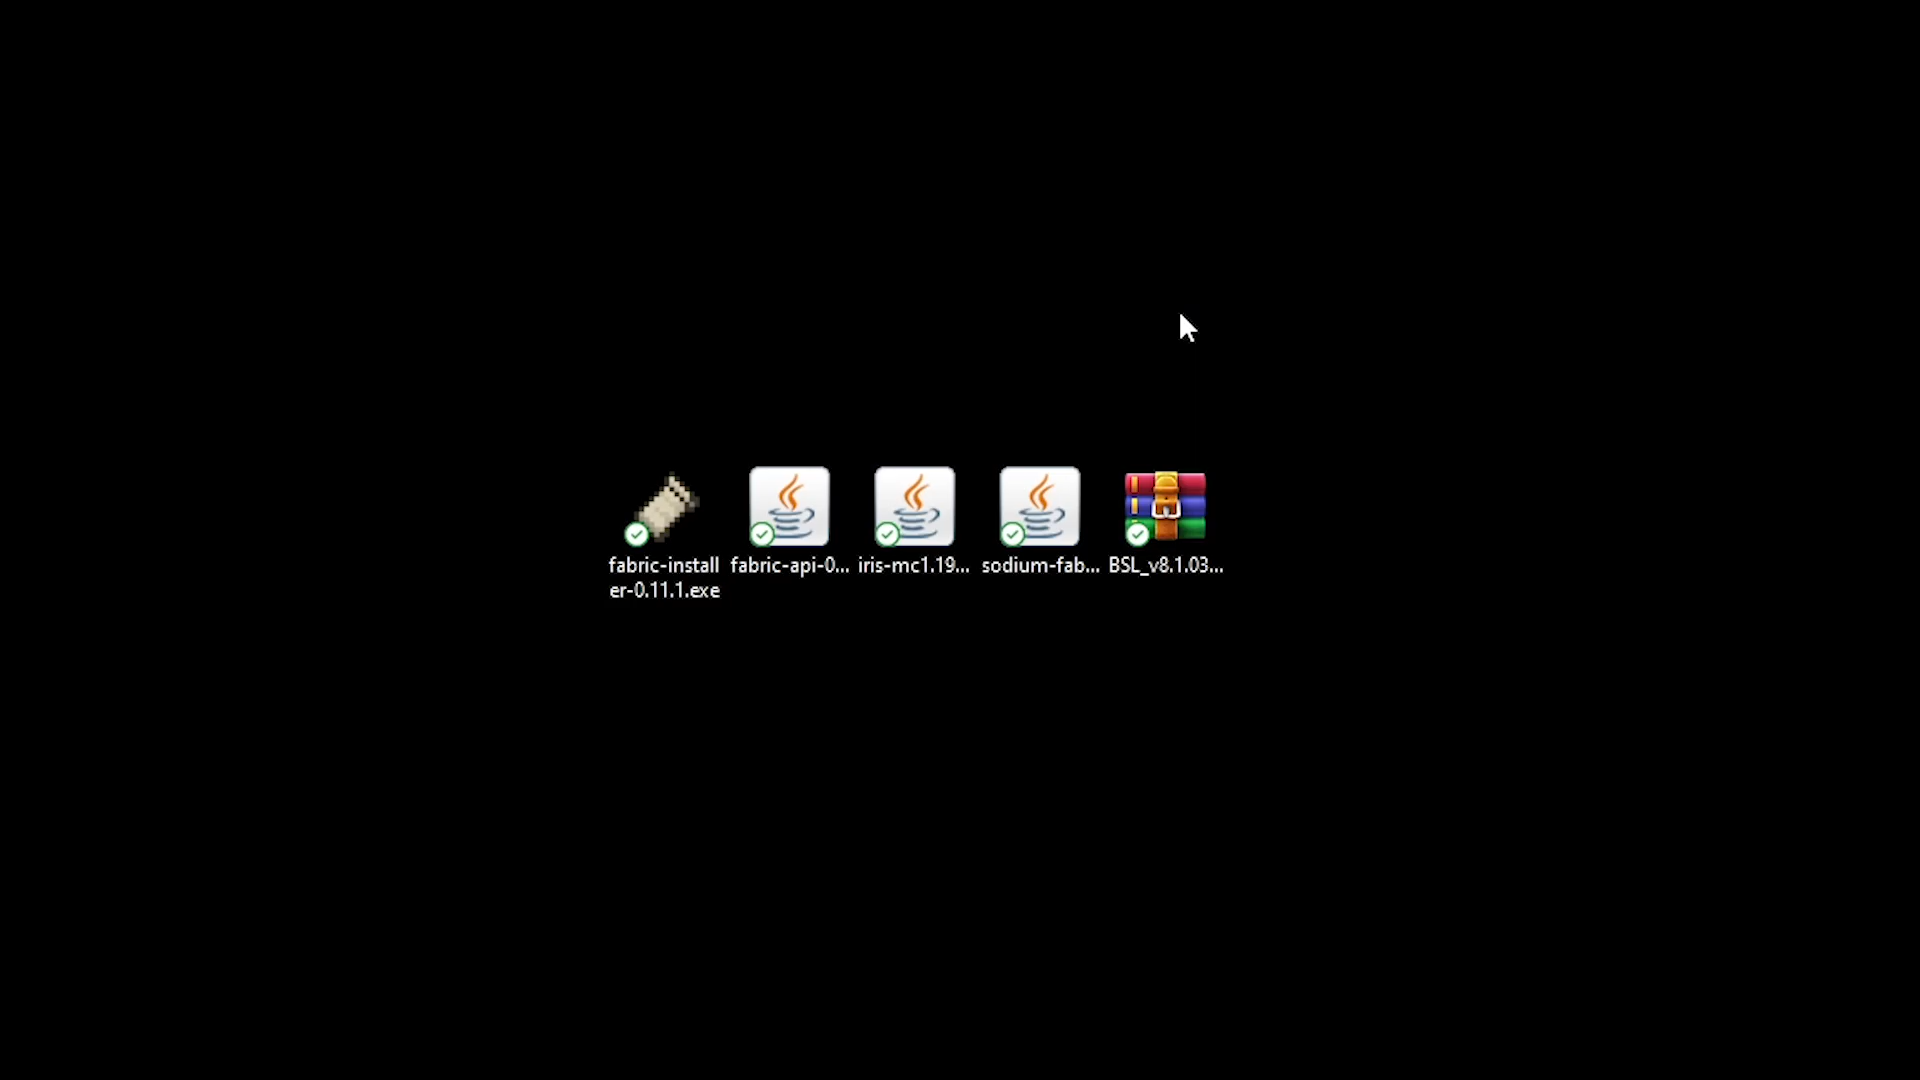 fabric-install
er-0.11.1.exe
fabric-api-0...
iris-mc1.19...
sodium-fab...
BSL_v8.1.03...